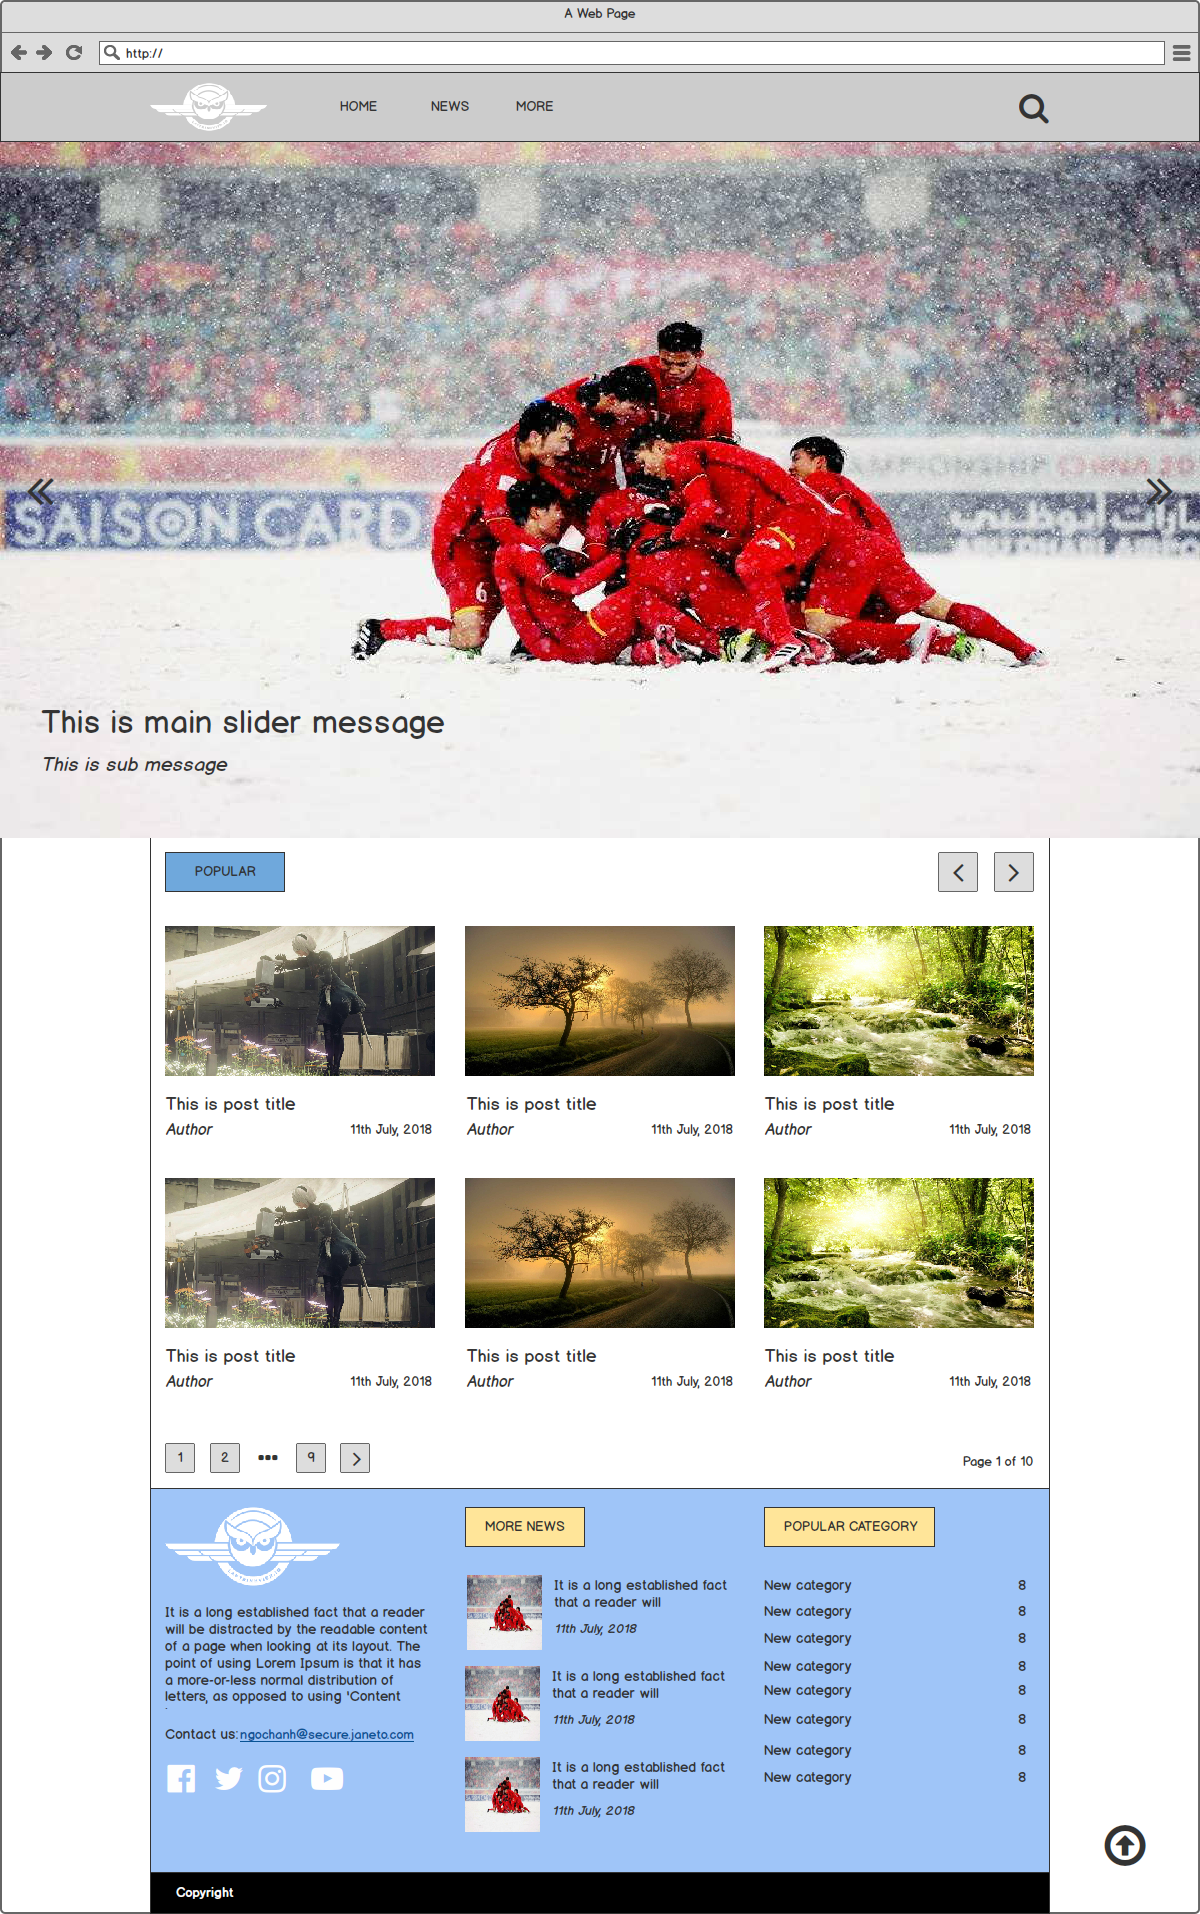 A Web Page
http://
HOME NEWS MORE
CHAMPIONSHIP CHINA 20
SAISON CARD
6
11
This is main slider message
This is sub message
POPULAR
This is post title This is post title This is post title
Author 11th July, 2018 Author 11th July, 2018 Author 11th July, 2018
This is post title This is post title This is post title
Author 11th July, 2018 Author 11th July, 2018 Author 11th July, 2018
1 2 ••• 9
Page 1 of 10
It is a long established fact that a reader
will be distracted by the readable content
of a page when looking at its layout. The
point of using Lorem Ipsum is that it has
a more-or-less normal distribution of
letters, as opposed to using 'Content
Contact us: ngochanh@secure.janeto.com
MORE NEWS
It is a long established fact
that a reader will
11th July, 2018
It is a long established fact
that a reader will
11th July, 2018
It is a long established fact
that a reader will
11th July, 2018
POPULAR CATEGORY
New category 8
New category 8
New category 8
New category 8
New category 8
New category 8
New category 8
New category 8
Copyright